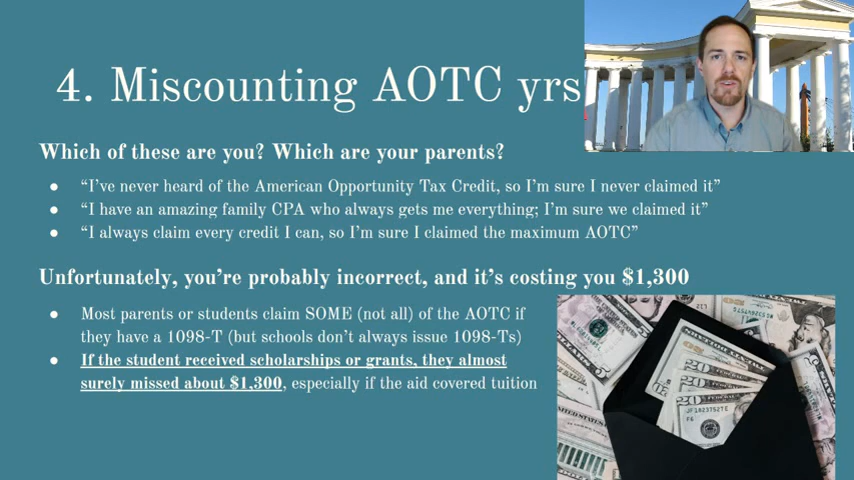 4. Miscounting AOTC yrs
Which of these are you? Which are your parents?
● “I’ve never heard of the American Opportunity Tax Credit, so I’m sure I never claimed it”
● “I have an amazing family CPA who always gets me everything; I’m sure we claimed it”
● “I always claim every credit I can, so I’m sure I claimed the maximum AOTC”
Unfortunately, you’re probably incorrect, and it’s costing you $1,300
● Most parents or students claim SOME (not all) of the AOTC if
they have a 1098-T (but schools don’t always issue 1098-Ts)
● If the student received scholarships or grants, they almost
surely missed about $1,300, especially if the aid covered tuition